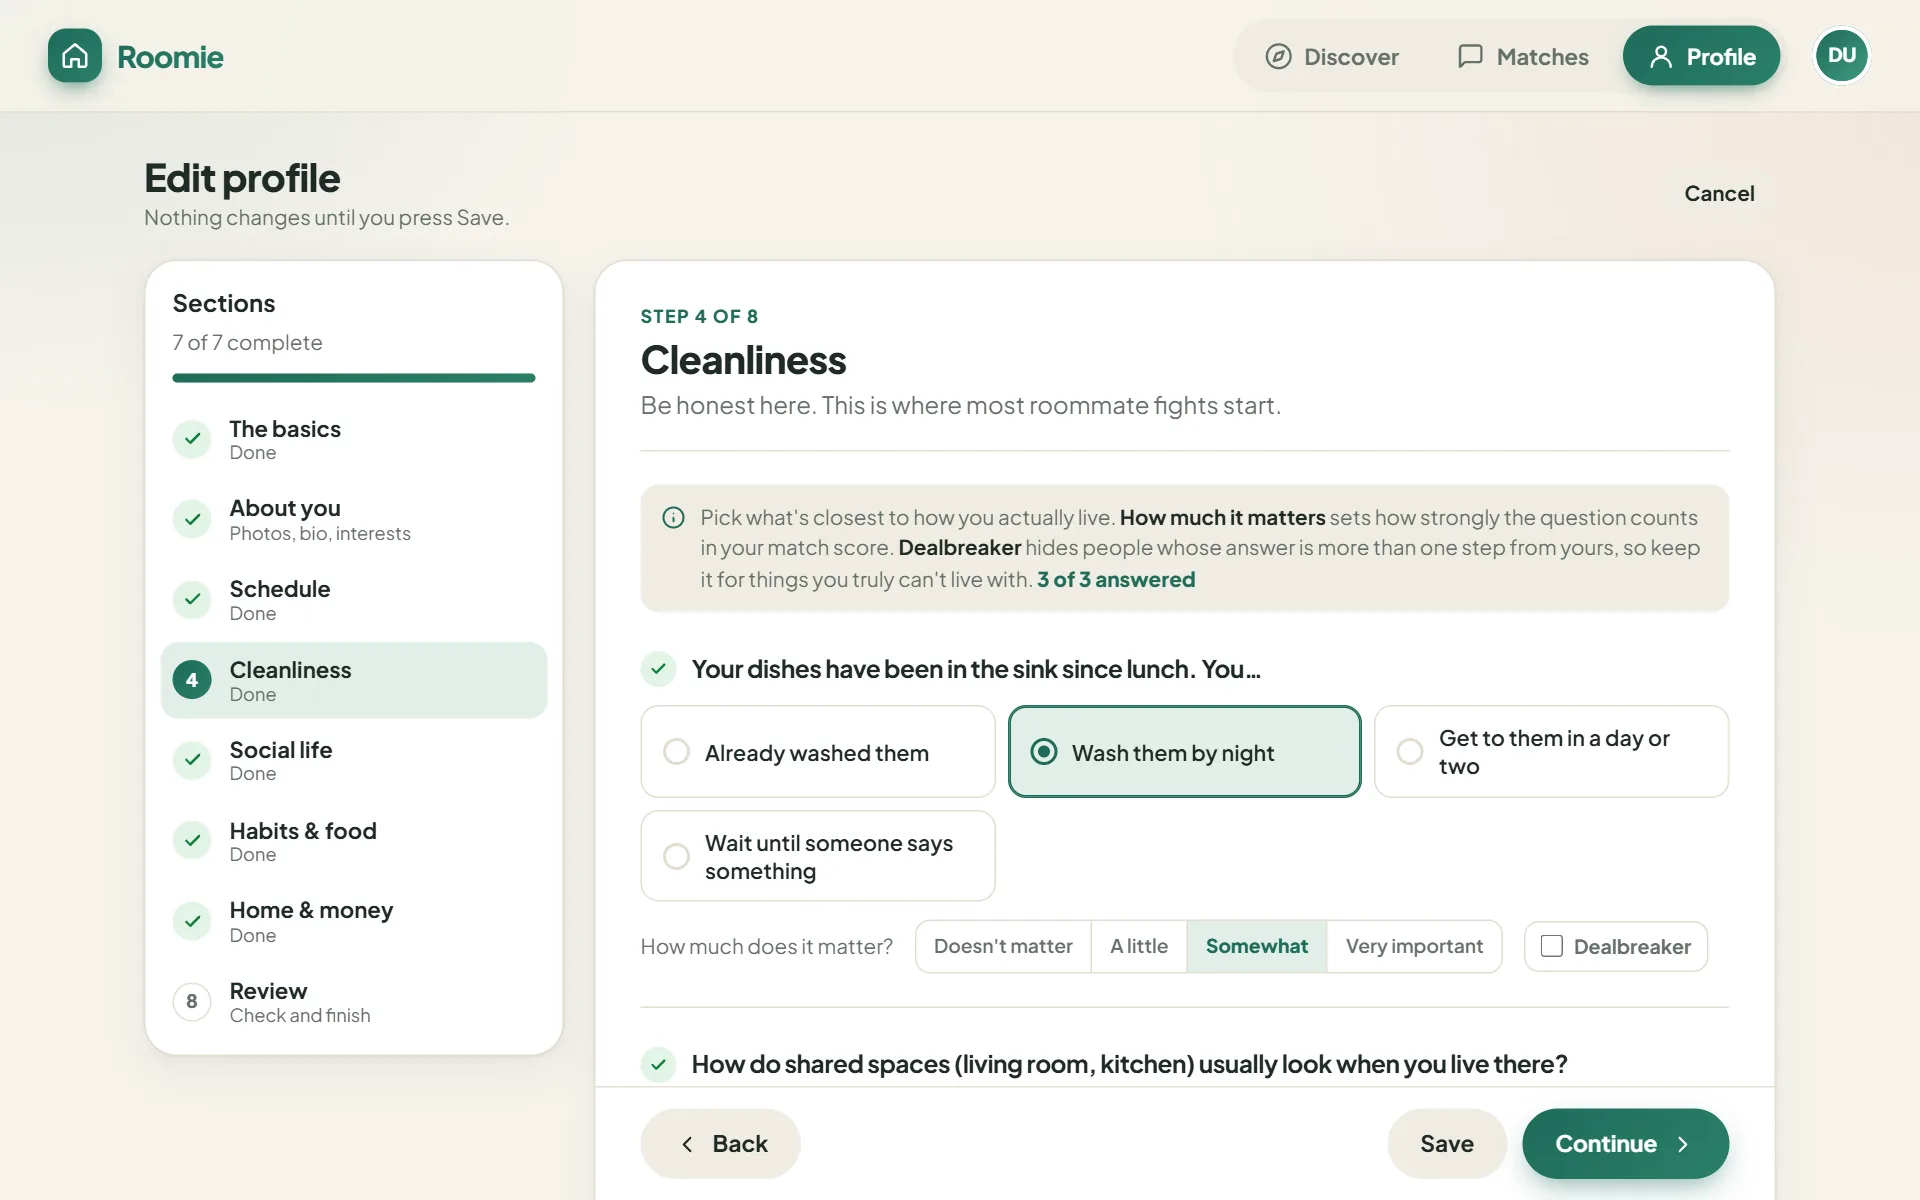 Roomie
Discover
Matches
Profile
DU
Edit profile
Nothing changes until you press Save.
Cancel
Sections
7 of 7 complete
The basics
Done
About you
Photos, bio, interests
Schedule
Done
4
Cleanliness
Done
Social life
Done
Habits & food
Done
Home & money
Done
8
Review
Check and finish
STEP 4 OF 8
Cleanliness
Be honest here. This is where most roommate fights start.
Pick what's closest to how you actually live. How much it matters sets how strongly the question counts
in your match score. Dealbreaker hides people whose answer is more than one step from yours, so keep
it for things you truly can't live with. 3 of 3 answered
Your dishes have been in the sink since lunch. You...
Already washed them
Wash them by night
Get to them in a day or
two
Wait until someone says
something
How much does it matter?
Doesn't matter
A little
Somewhat
Very important
Dealbreaker
How do shared spaces (living room, kitchen) usually look when you live there?
Back
Save
Continue